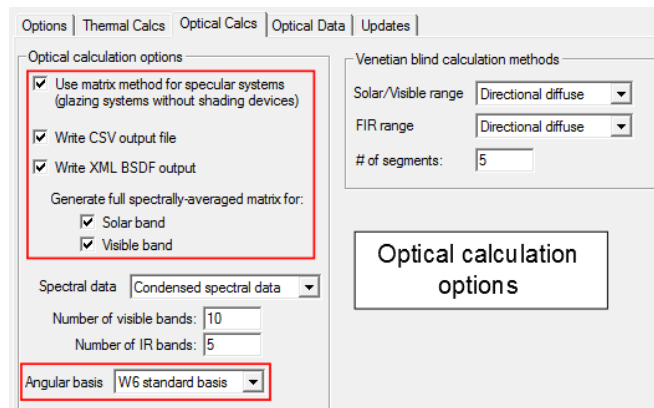 Options Thermal Calcs Optical Calcs Optical Data Updates
Optical calculation options
Use matrix method for specular systems
(glazing systems without shading devices)
Write CSV output file
Write XML BSDF output
Generate full spectrally-averaged matrix for:
Solar band
Visible band
Spectral data Condensed spectral data
Number of visible bands: 10
Number of IR bands: 5
Angular basis W6 standard basis
Venetian blind calculation methods
Solar/Visible range Directional diffuse
FIR range Directional diffuse
# of segments: 5
Optical calculation
options